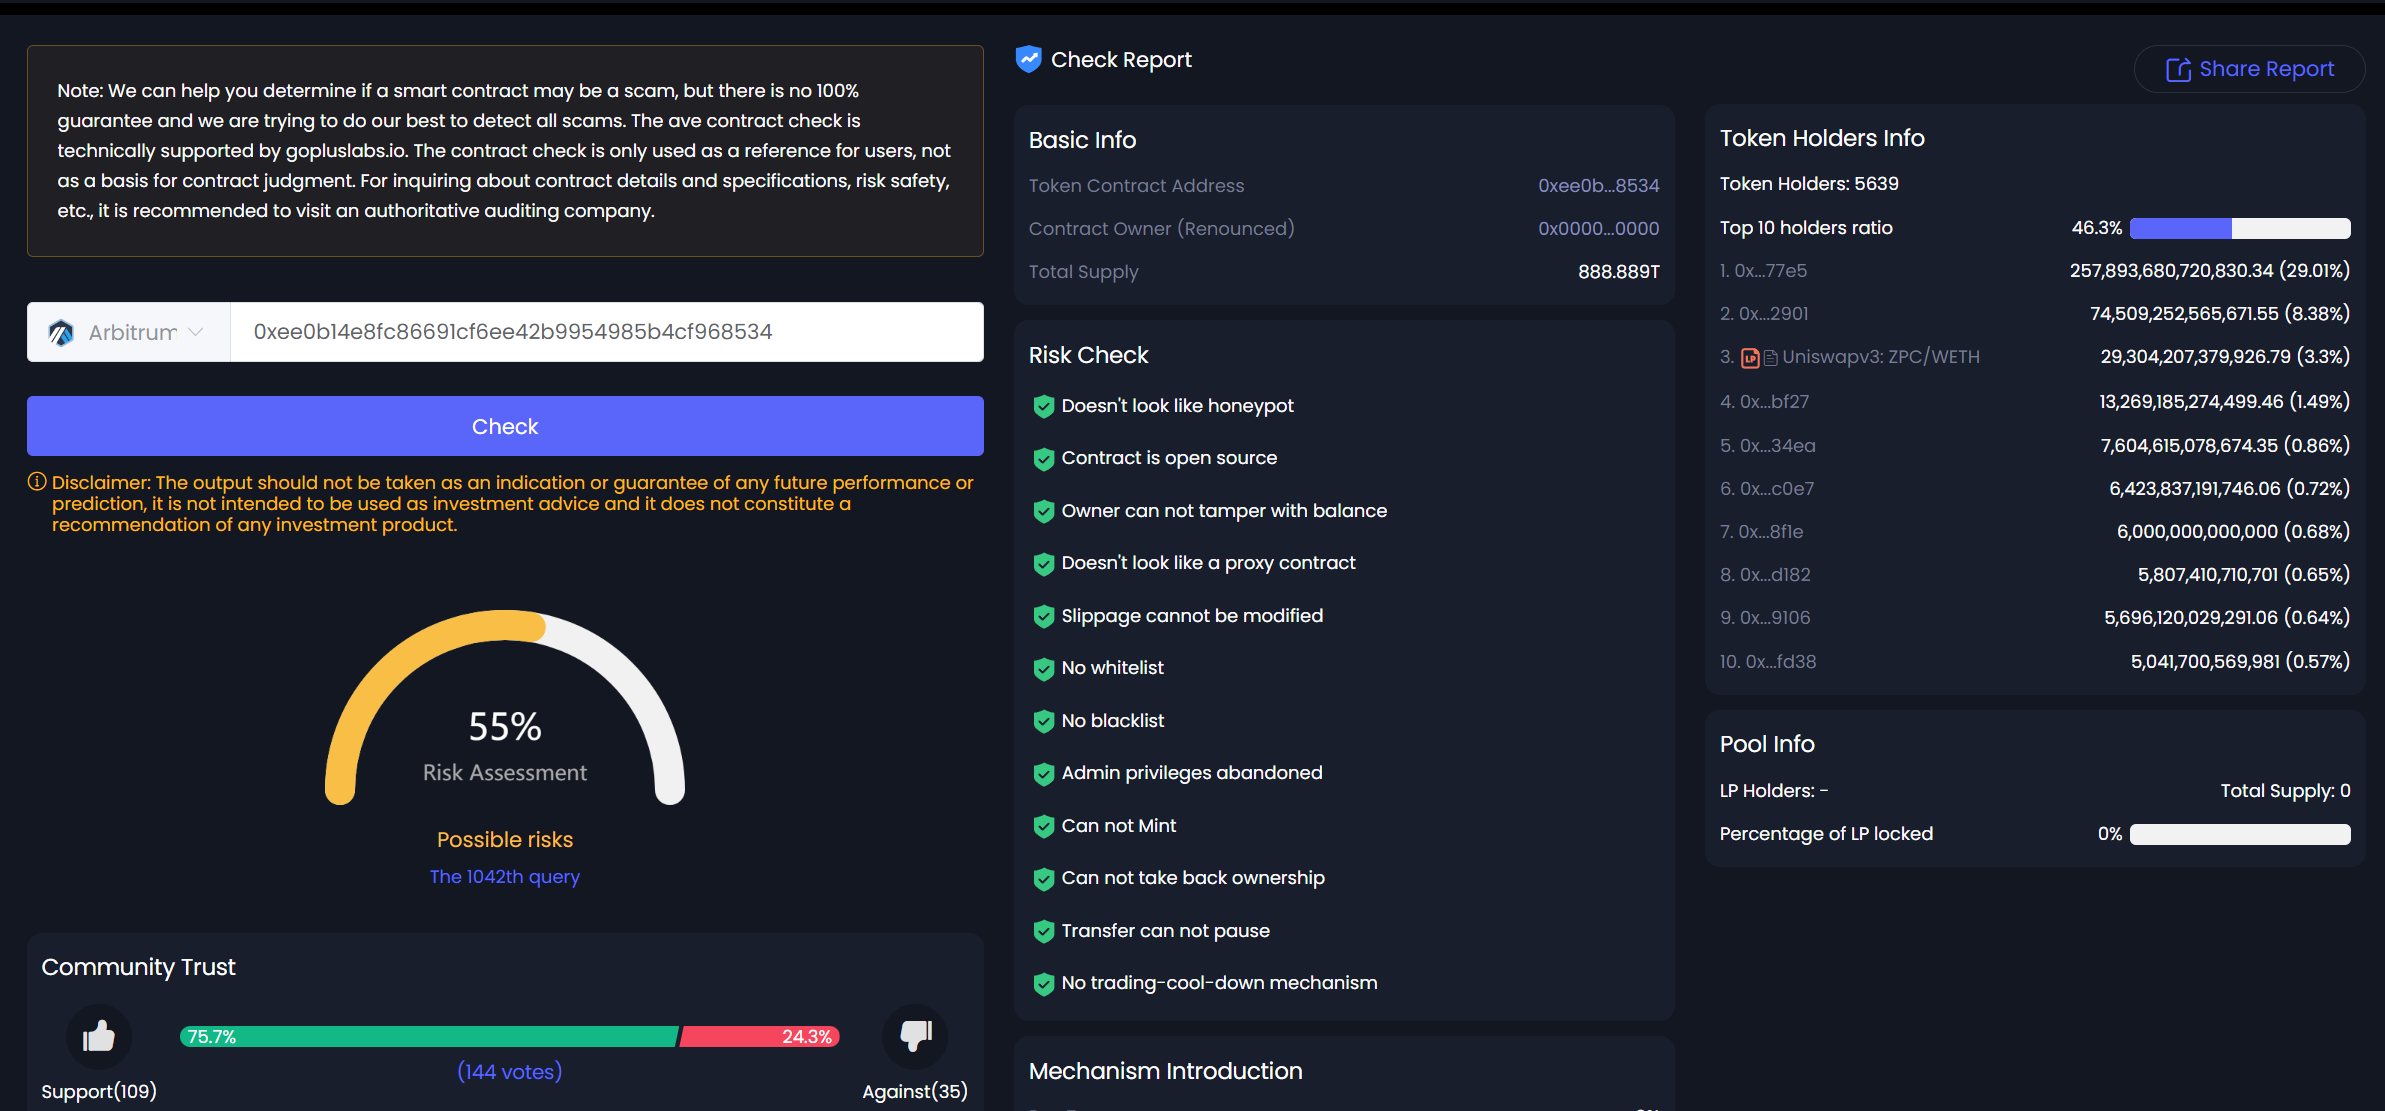 Note: We can help you determine if a smart contract may be a scam, but there is no 100%
guarantee and we are trying to do our best to detect all scams. The ave contract check is
technically supported by gopluslabs.io. The contract check is only used as a reference for users, not
as a basis for contract judgment. For inquiring about contract details and specifications, risk safety,
etc., it is recommended to visit an authoritative auditing company.
Arbitrum
0xee0b14e8fc86691cf6ee42b9954985b4cf968534
Check
Disclaimer: The output should not be taken as an indication or guarantee of any future performance or
prediction, it is not intended to be used as investment advice and it does not constitute a
recommendation of any investment product.
55%
Risk Assessment
Possible risks
The 1042th query
Community Trust
75.7% 24.3%
(144 votes)
Support(109) Against(35)
Check Report
Share Report
Basic Info
Token Contract Address 0xee0b...8534
Contract Owner (Renounced) 0x0000...0000
Total Supply 888.889T
Risk Check
Doesn't look like honeypot
Contract is open source
Owner can not tamper with balance
Doesn't look like a proxy contract
Slippage cannot be modified
No whitelist
No blacklist
Admin privileges abandoned
Can not Mint
Can not take back ownership
Transfer can not pause
No trading-cool-down mechanism
Mechanism Introduction
Token Holders Info
Token Holders: 5639
Top 10 holders ratio 46.3%
1. 0x...77e5 257,893,680,720,830.34 (29.01%)
2. 0x...2901 74,509,252,565,671.55 (8.38%)
3. LP Uniswapv3: ZPC/WETH 29,304,207,379,926.79 (3.3%)
4. 0x...bf27 13,269,185,274,499.46 (1.49%)
5. 0x...34ea 7,604,615,078,674.35 (0.86%)
6. 0x...c0e7 6,423,837,191,746.06 (0.72%)
7. 0x...8f1e 6,000,000,000,000 (0.68%)
8. 0x...d182 5,807,410,710,701 (0.65%)
9. 0x...9106 5,696,120,029,291.06 (0.64%)
10. 0x...fd38 5,041,700,569,981 (0.57%)
Pool Info
LP Holders: - Total Supply: 0
Percentage of LP locked 0%